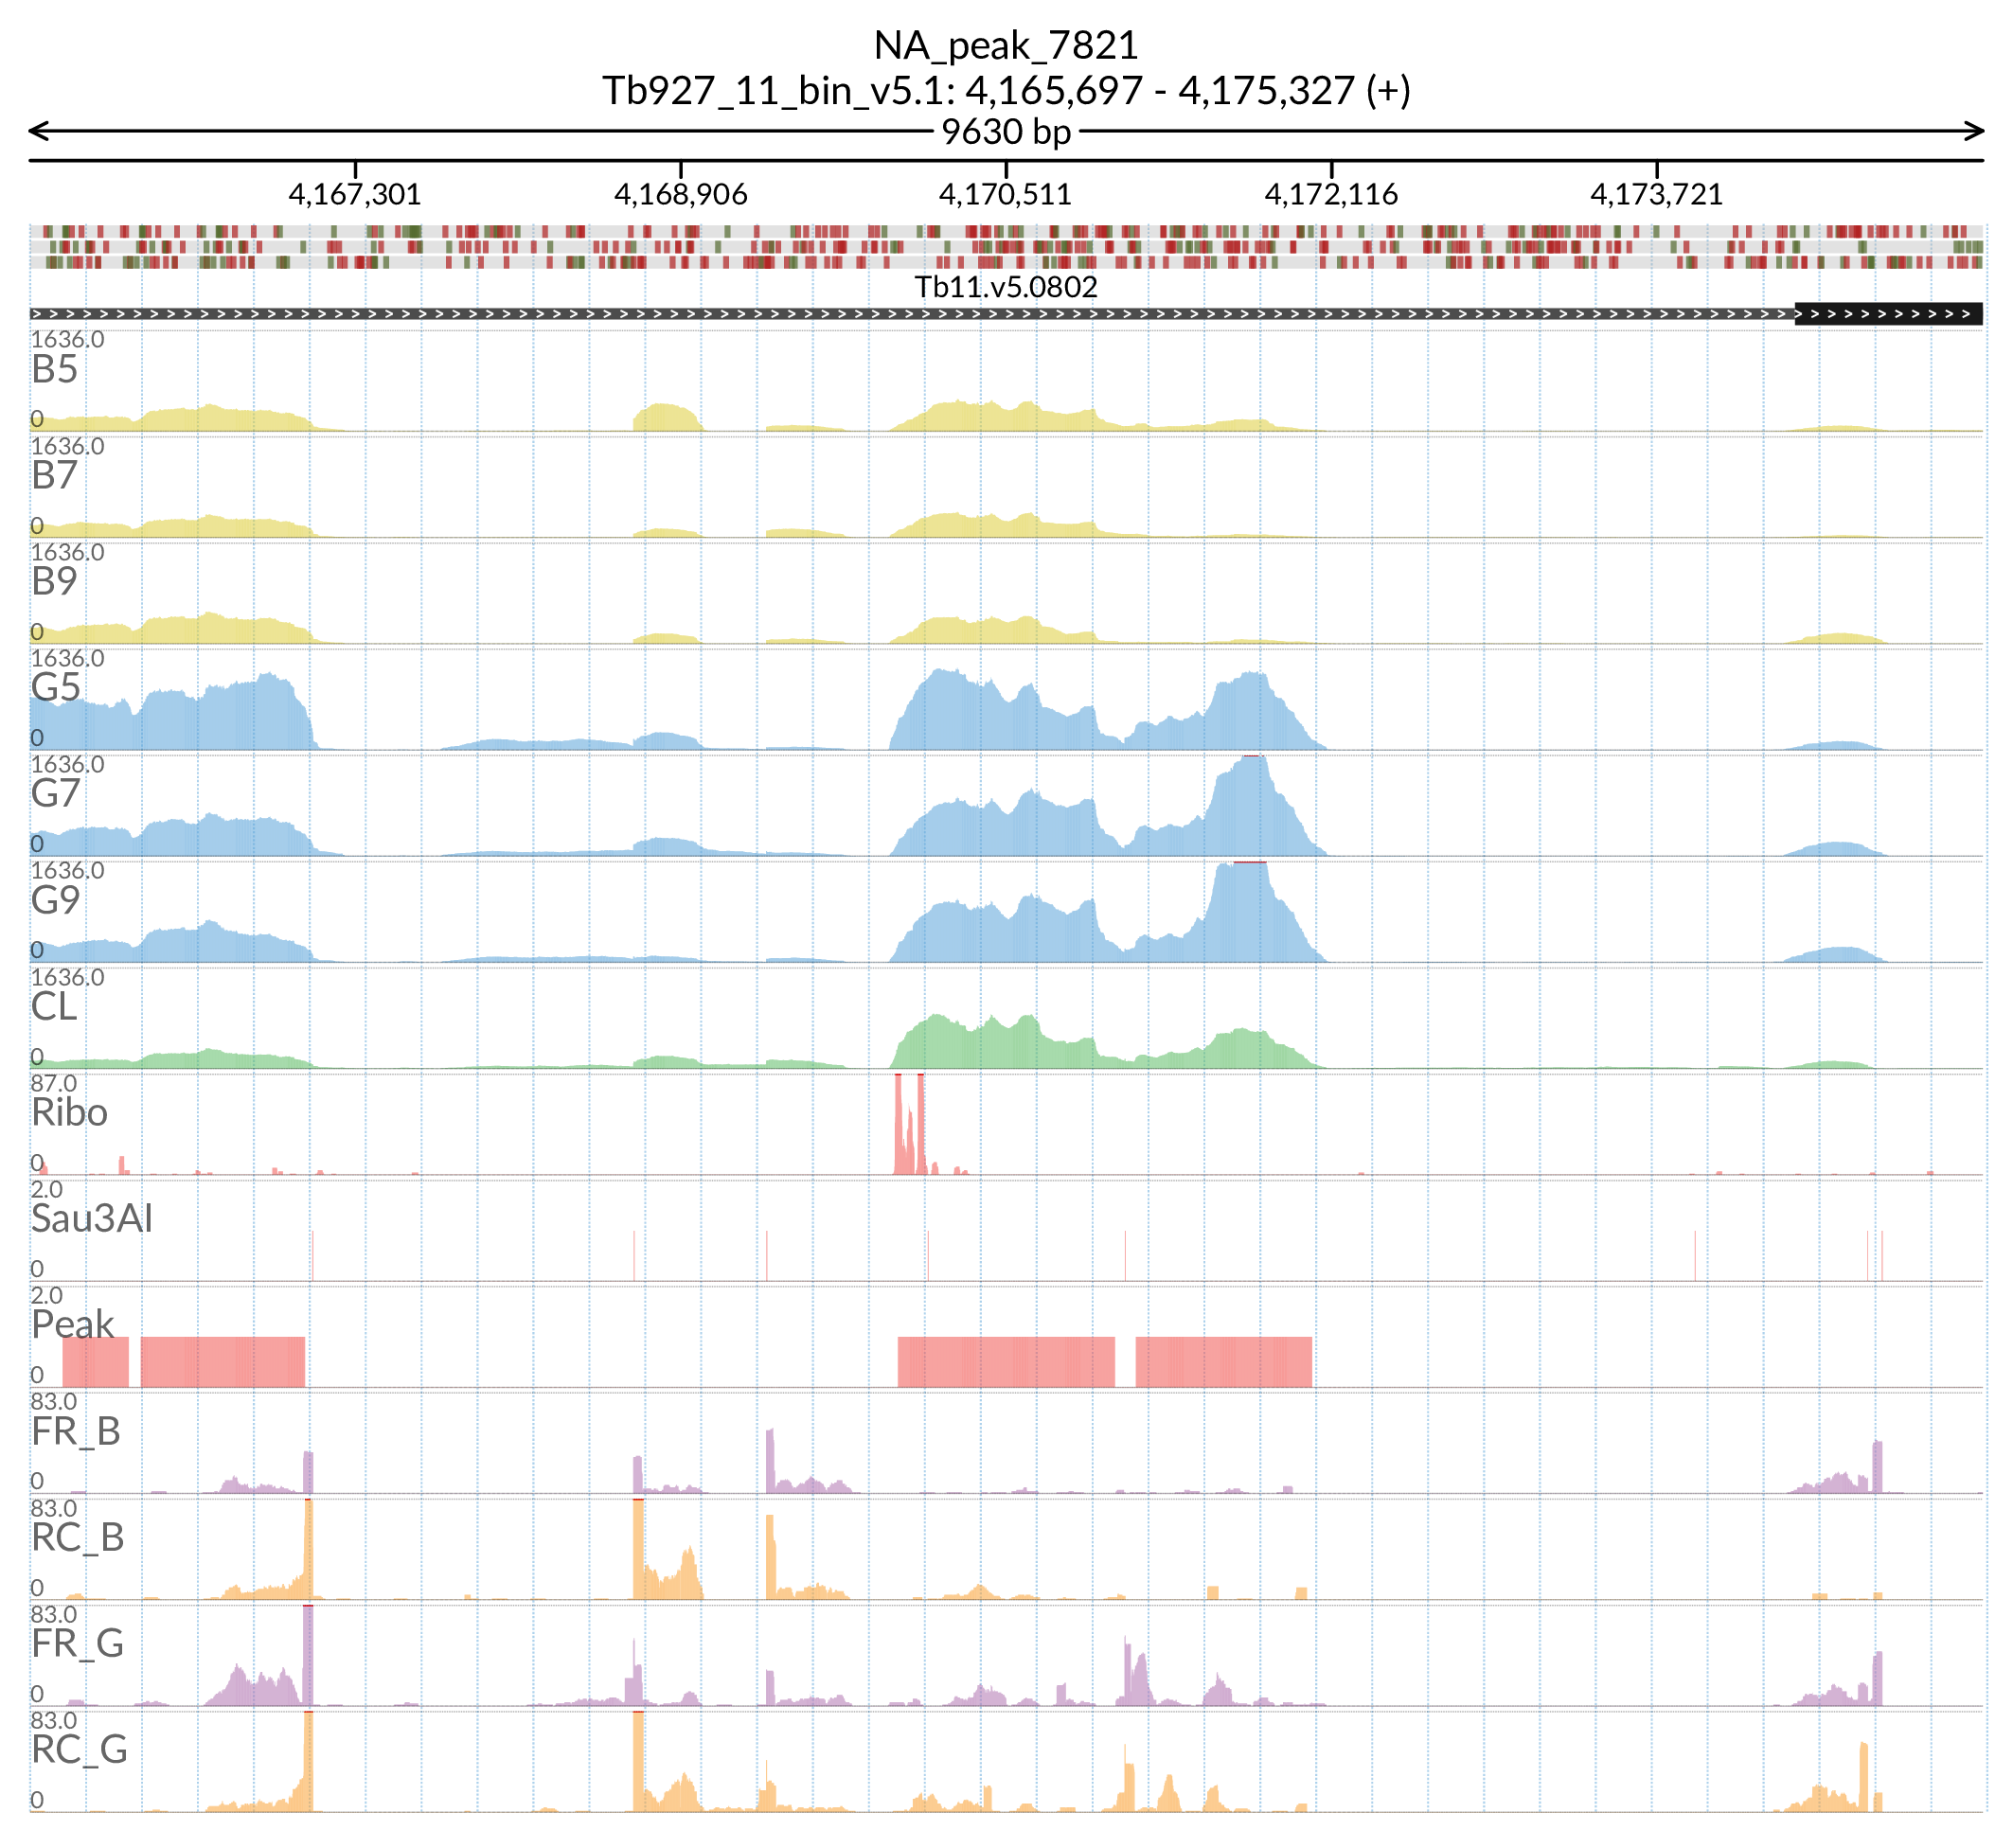 NA_peak_7821
Tb927_11_bin_v5.1: 4,165,697 - 4,175,327 (+)
9630 bp
4,167,301 4,168,906 4,170,511 4,172,116 4,173,721
Tb11.v5.0802
1636.0
B5
0
1636.0
B7
0
1636.0
B9
0
1636.0
G5
0
1636.0
G7
0
1636.0
G9
0
1636.0
CL
0
87.0
Ribo
0
2.0
Sau3AI
0
2.0
Peak
0
83.0
FR_B
0
83.0
RC_B
0
83.0
FR_G
0
83.0
RC_G
0